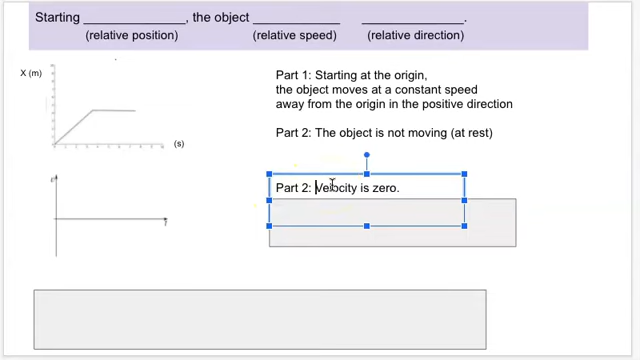 Starting ______________, the object ____________ ______________.
(relative position) (relative speed) (relative direction)
X (m)
Part 1: Starting at the origin,
the object moves at a constant speed
away from the origin in the positive direction
Part 2: The object is not moving (at rest)
(s)
Part 2: Velocity is zero.